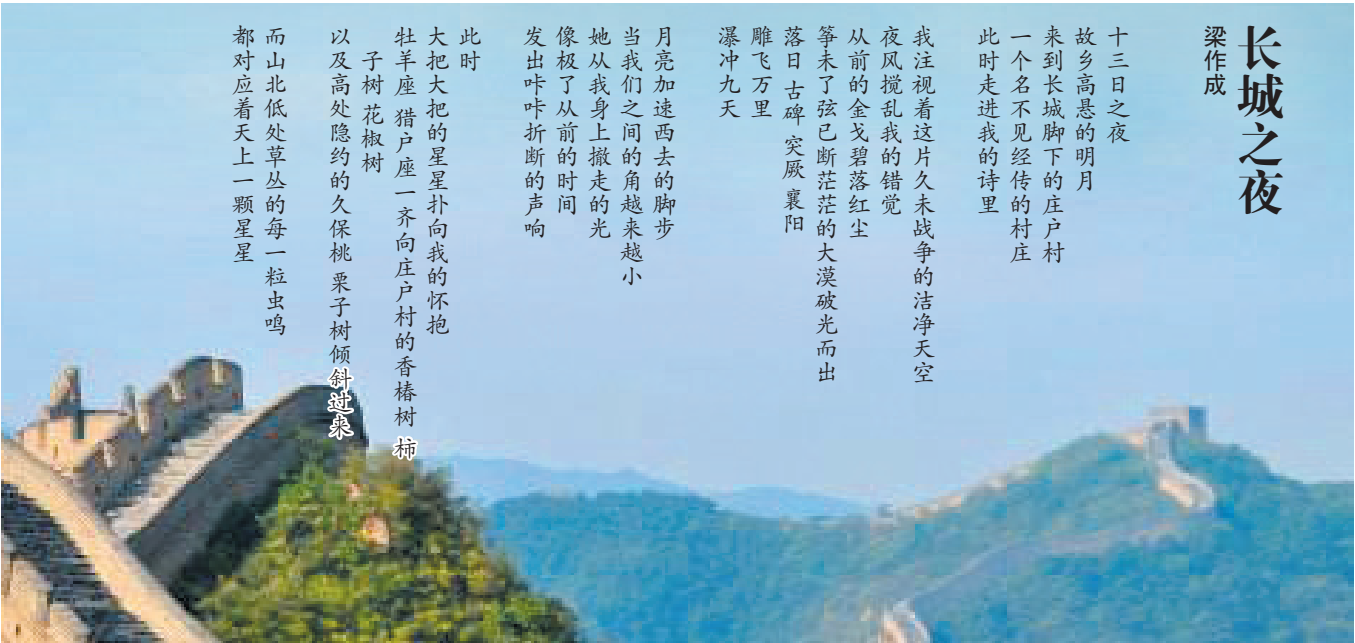 长城之夜
梁作成
十三日之夜
故乡高悬的明月
来到长城脚下的庄户村
一个名不见经传的村庄
此时走进我的诗里
我注视着这片久未战争的洁净天空
夜风搅乱我的错觉
从前的金戈碧落红尘
筝未了弦已断茫茫的大漠破光而出
落日 古碑 突厥 襄阳
雕飞万里
瀑冲九天
月亮加速西去的脚步
当我们之间的角越来越小
她从我身上撤走的光
像极了从前的时间
发出咔咔折断的声响
此时
大把大把的星星扑向我的怀抱
牡羊座 猎户座一齐向庄户村的香椿树 柿
子树 花椒树
以及高处隐约的久保桃 栗子树倾斜过来
而山北低处草丛的每一粒虫鸣
都对应着天上一颗星星